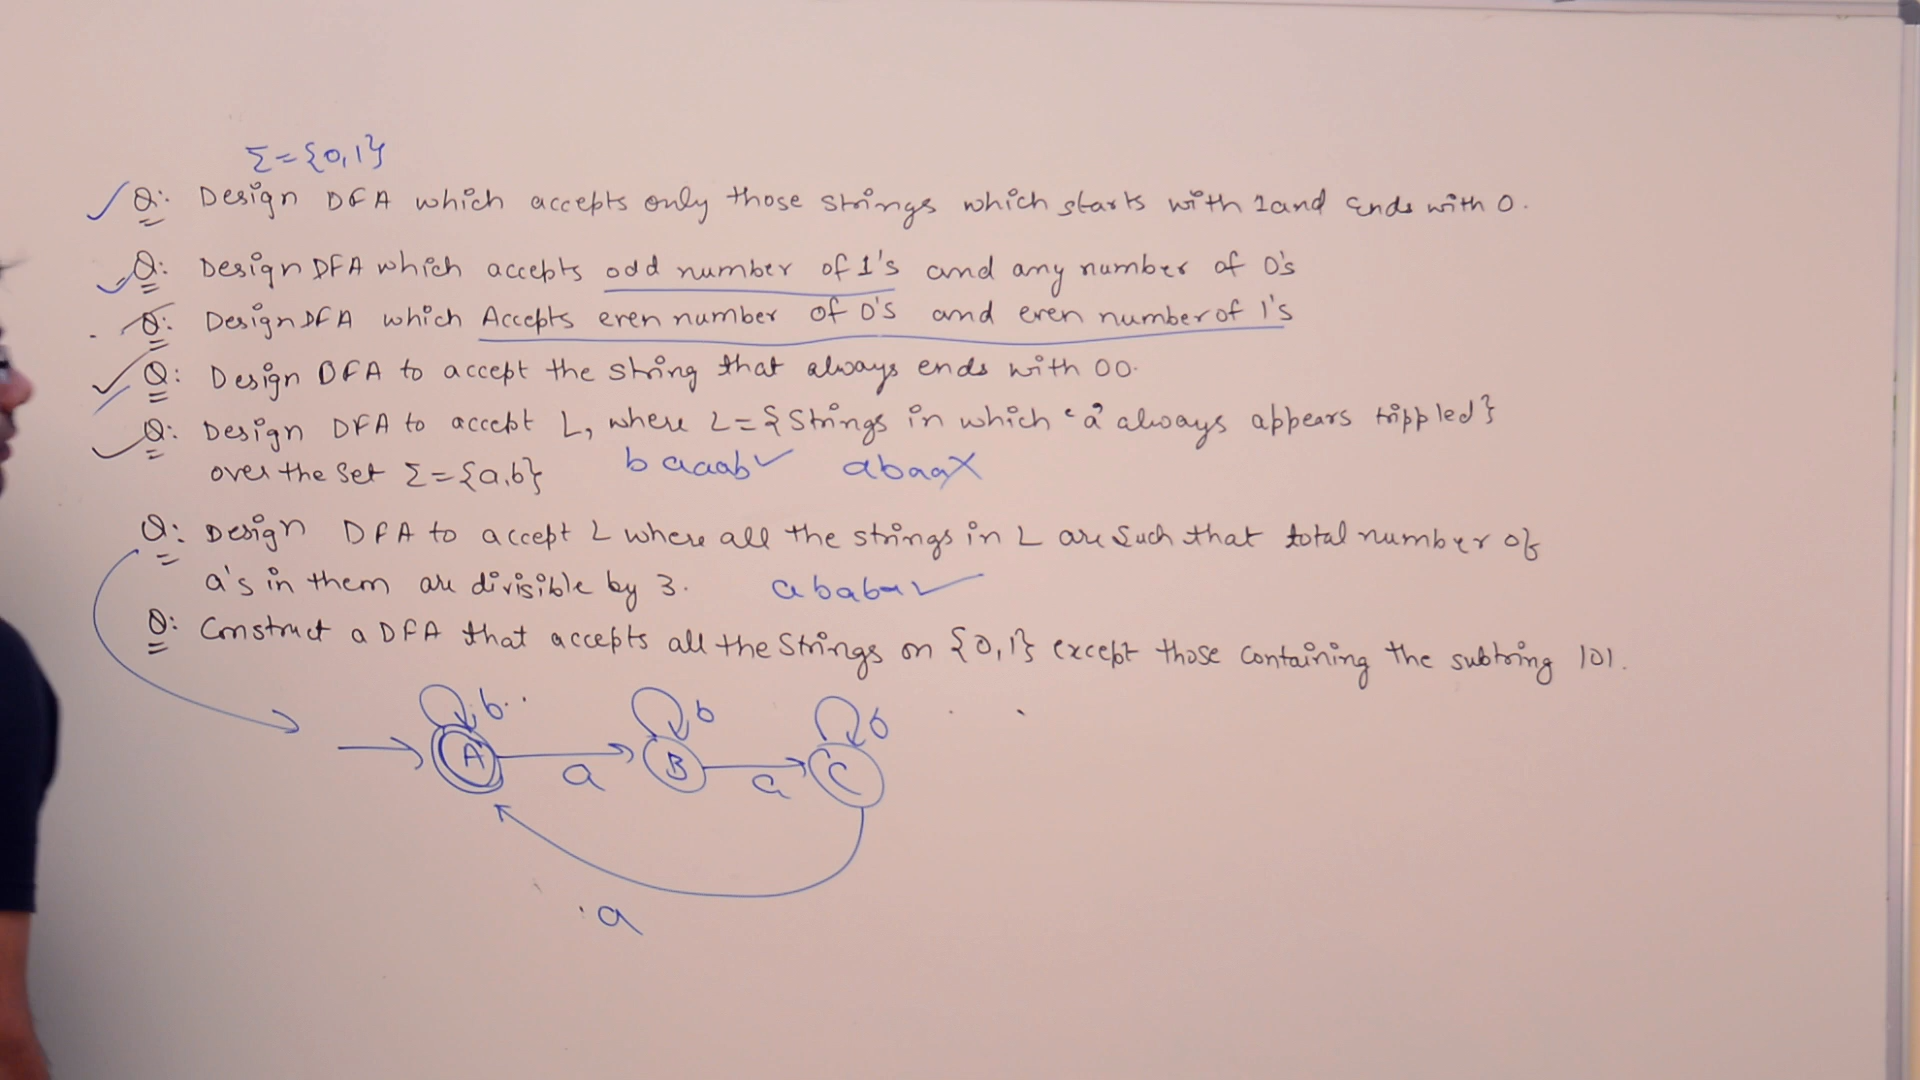 Σ={0,1}
Q: Design DFA which accepts only those strings which starts with 1 and ends with 0.
Q: Design DFA which accepts odd number of 1's and any number of 0's
Q: Design DFA which Accepts even number of 0's and even number of 1's
Q: Design DFA to accept the string that always ends with 00.
Q: Design DFA to accept L, where L={Strings in which 'a' always appears trippled}
over the set Σ={a,b} baaab✓ abaa✗
Q: Design DFA to accept L where all the strings in L are such that total number of
a's in them are divisible by 3. ababa✓
Q: Construct a DFA that accepts all the strings on {0,1} except those containing the subtring 101.
b b b
A a B a C
a